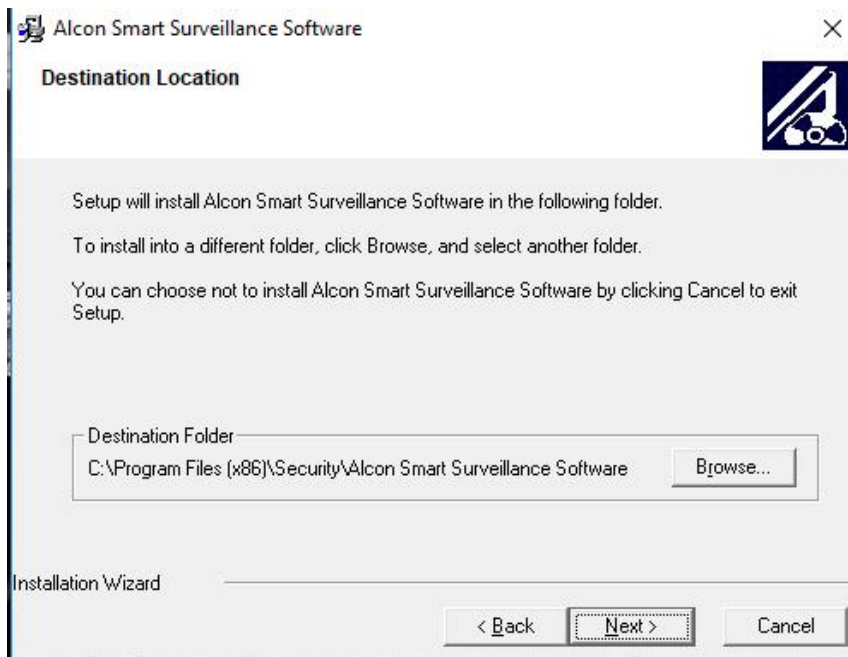 Alcon Smart Surveillance Software
Destination Location
Setup will install Alcon Smart Surveillance Software in the following folder.
To install into a different folder, click Browse, and select another folder.
You can choose not to install Alcon Smart Surveillance Software by clicking Cancel to exit
Setup.
Destination Folder
C:\Program Files (x86)\Security\Alcon Smart Surveillance Software
Browse...
Installation Wizard
< Back
Next >
Cancel